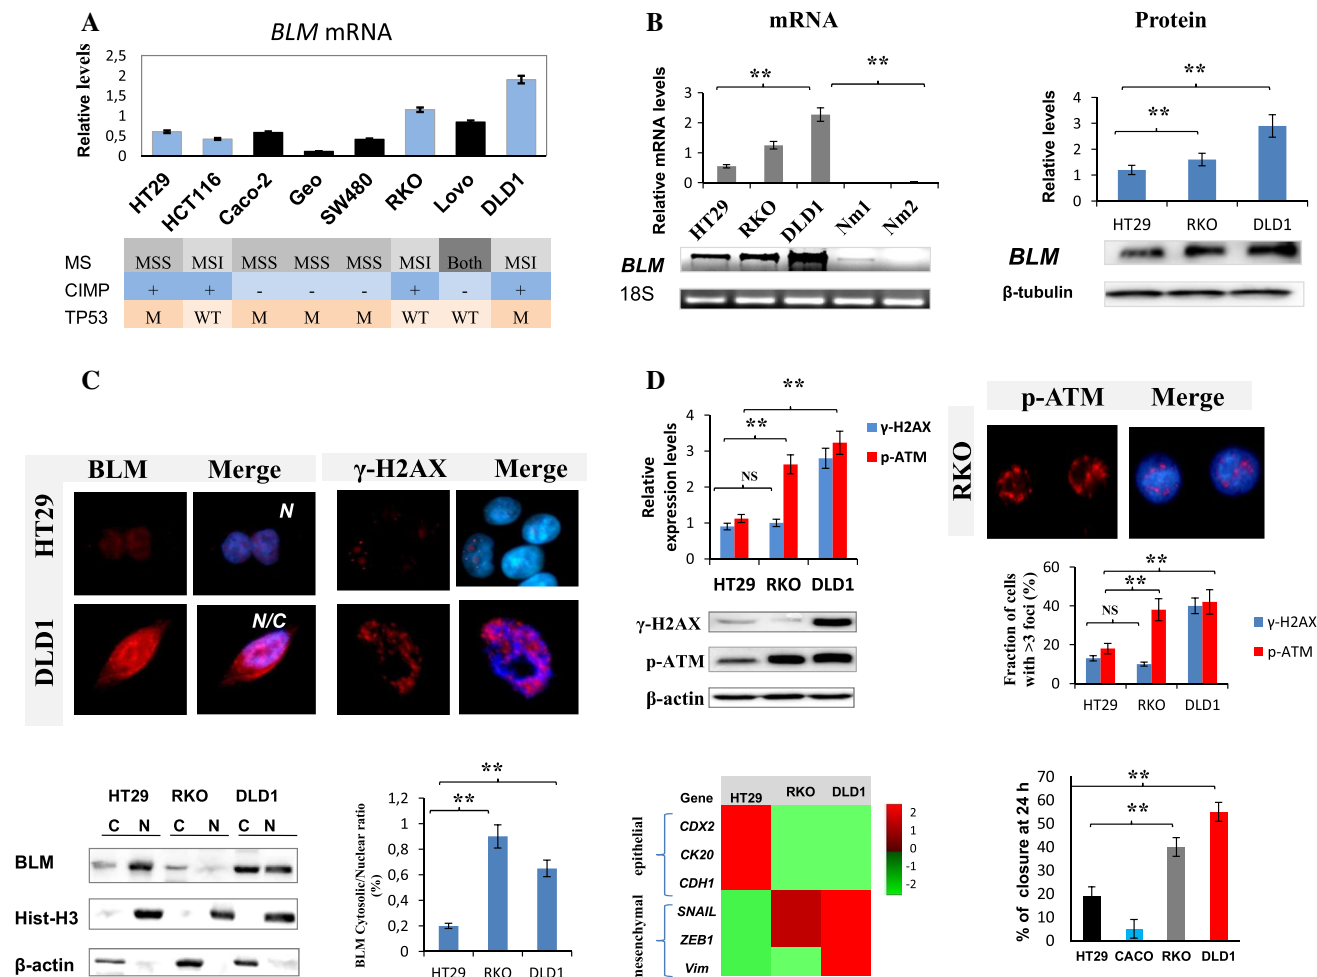 A
BLM mRNA
Relative levels
2,5
2
1,5
1
0,5
0
HT29 HCT116 Caco-2 Geo SW480 RKO Lovo DLD1
MS MSS MSI MSS MSS MSS MSI Both MSI
CIMP + + - - - + - +
TP53 M WT M M M WT WT M
B
mRNA
Relative mRNA levels
** **
3
2
1
0
HT29 RKO DLD1 Nm1 Nm2
BLM
18S
Protein
Relative levels
**
**
4
3
2
1
0
HT29 RKO DLD1
BLM
β-tubulin
C
BLM Merge γ-H2AX Merge
HT29
N
DLD1
N/C
HT29 RKO DLD1
C N C N C N
BLM
Hist-H3
β-actin
BLM Cytosolic/Nuclear ratio
(%)
**
**
1,2
1
0,8
0,6
0,4
0,2
0
HT29 RKO DLD1
D
Relative
expression levels
**
**
NS
4
3
2
1
0
γ-H2AX
p-ATM
HT29 RKO DLD1
γ-H2AX
p-ATM
β-actin
p-ATM Merge
RKO
Fraction of cells
with >3 foci (%)
**
**
NS
60
40
20
0
γ-H2AX
p-ATM
HT29 RKO DLD1
Gene HT29 RKO DLD1
epithelial
CDX2
CK20
CDH1
mesenchymal
SNAIL
ZEB1
Vim
2
1
0
-1
-2
% of closure at 24 h
**
**
70
60
50
40
30
20
10
0
HT29 CACO RKO DLD1